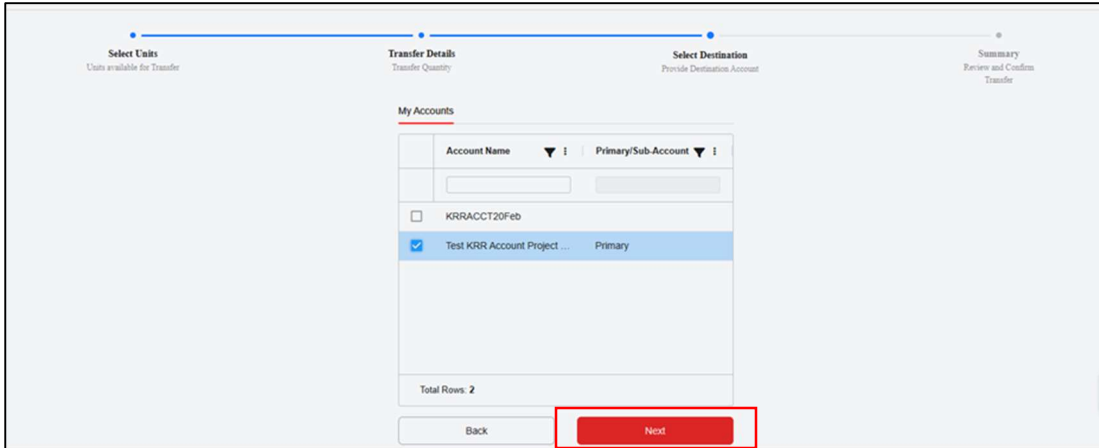 Select Units
Units available for Transfer
Transfer Details
Transfer Quantity
Select Destination
Provide Destination Account
Summary
Review and Confirm
Transfer
My Accounts
Account Name Primary/Sub-Account
KRRACCT20Feb
Test KRR Account Project ... Primary
Total Rows: 2
Back Next